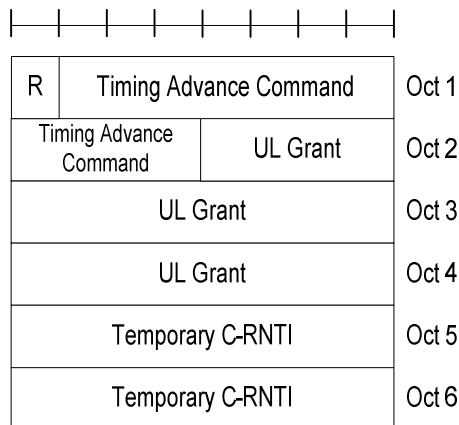 R Timing Advance Command Oct 1
Timing Advance
Command UL Grant Oct 2
UL Grant Oct 3
UL Grant Oct 4
Temporary C-RNTI Oct 5
Temporary C-RNTI Oct 6